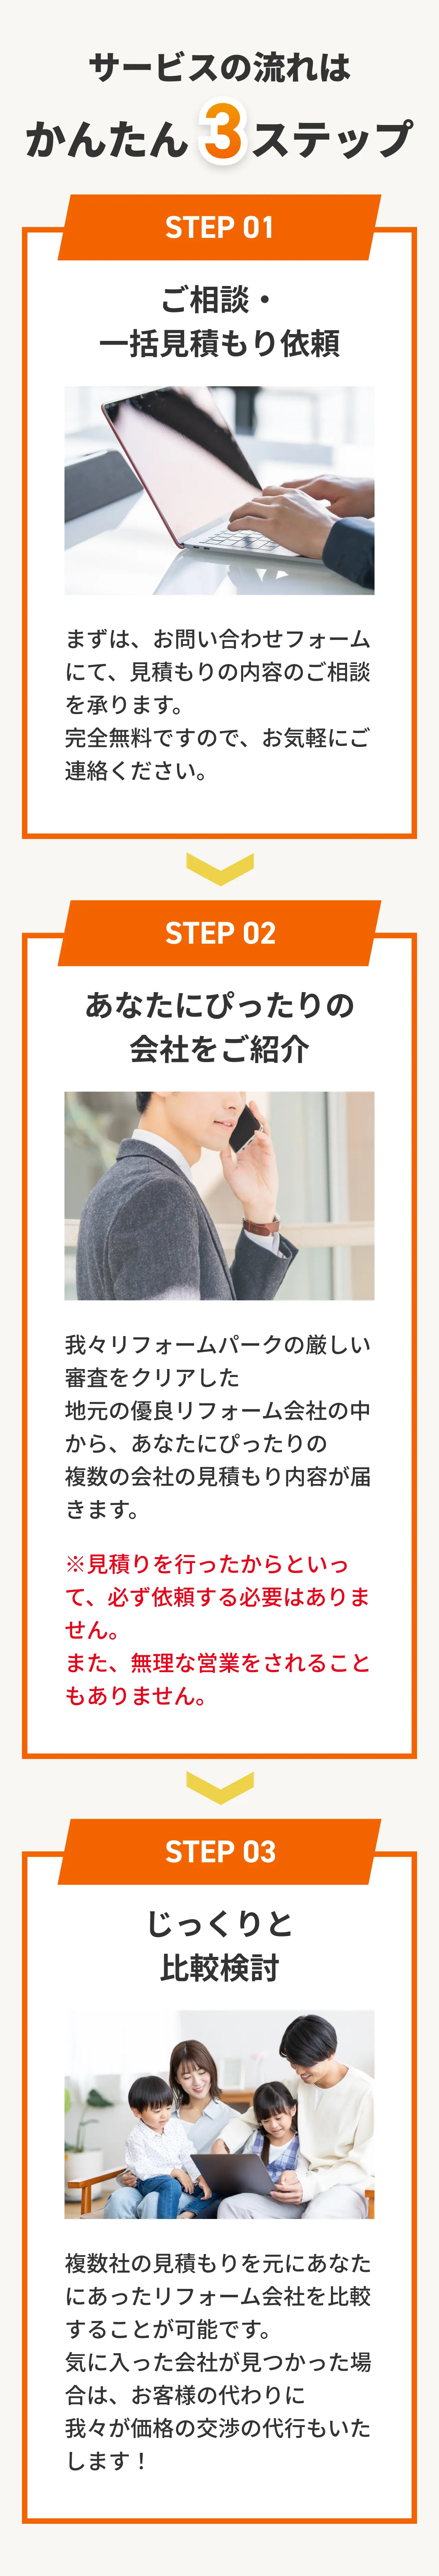 サービスの流れは
かんたん3ステップ
STEP 01
ご相談・
一括見積もり依頼
まずは、お問い合わせフォーム
にて、見積もりの内容のご相談
を承ります。
完全無料ですので、お気軽にご
連絡ください。
STEP 02
あなたにぴったりの
会社をご紹介
我々リフォームパークの厳しい
審査をクリアした
地元の優良リフォーム会社の中
から、あなたにぴったりの
複数の会社の見積もり内容が届
きます。
※見積りを行ったからといっ
て、必ず依頼する必要はありま
せん。
また、無理な営業をされること
もありません。
STEP 03
じっくりと
比較検討
複数社の見積もりを元にあなた
にあったリフォーム会社を比較
することが可能です。
気に入った会社が見つかった場
合は、お客様の代わりに
我々が価格の交渉の代行もいた
します！